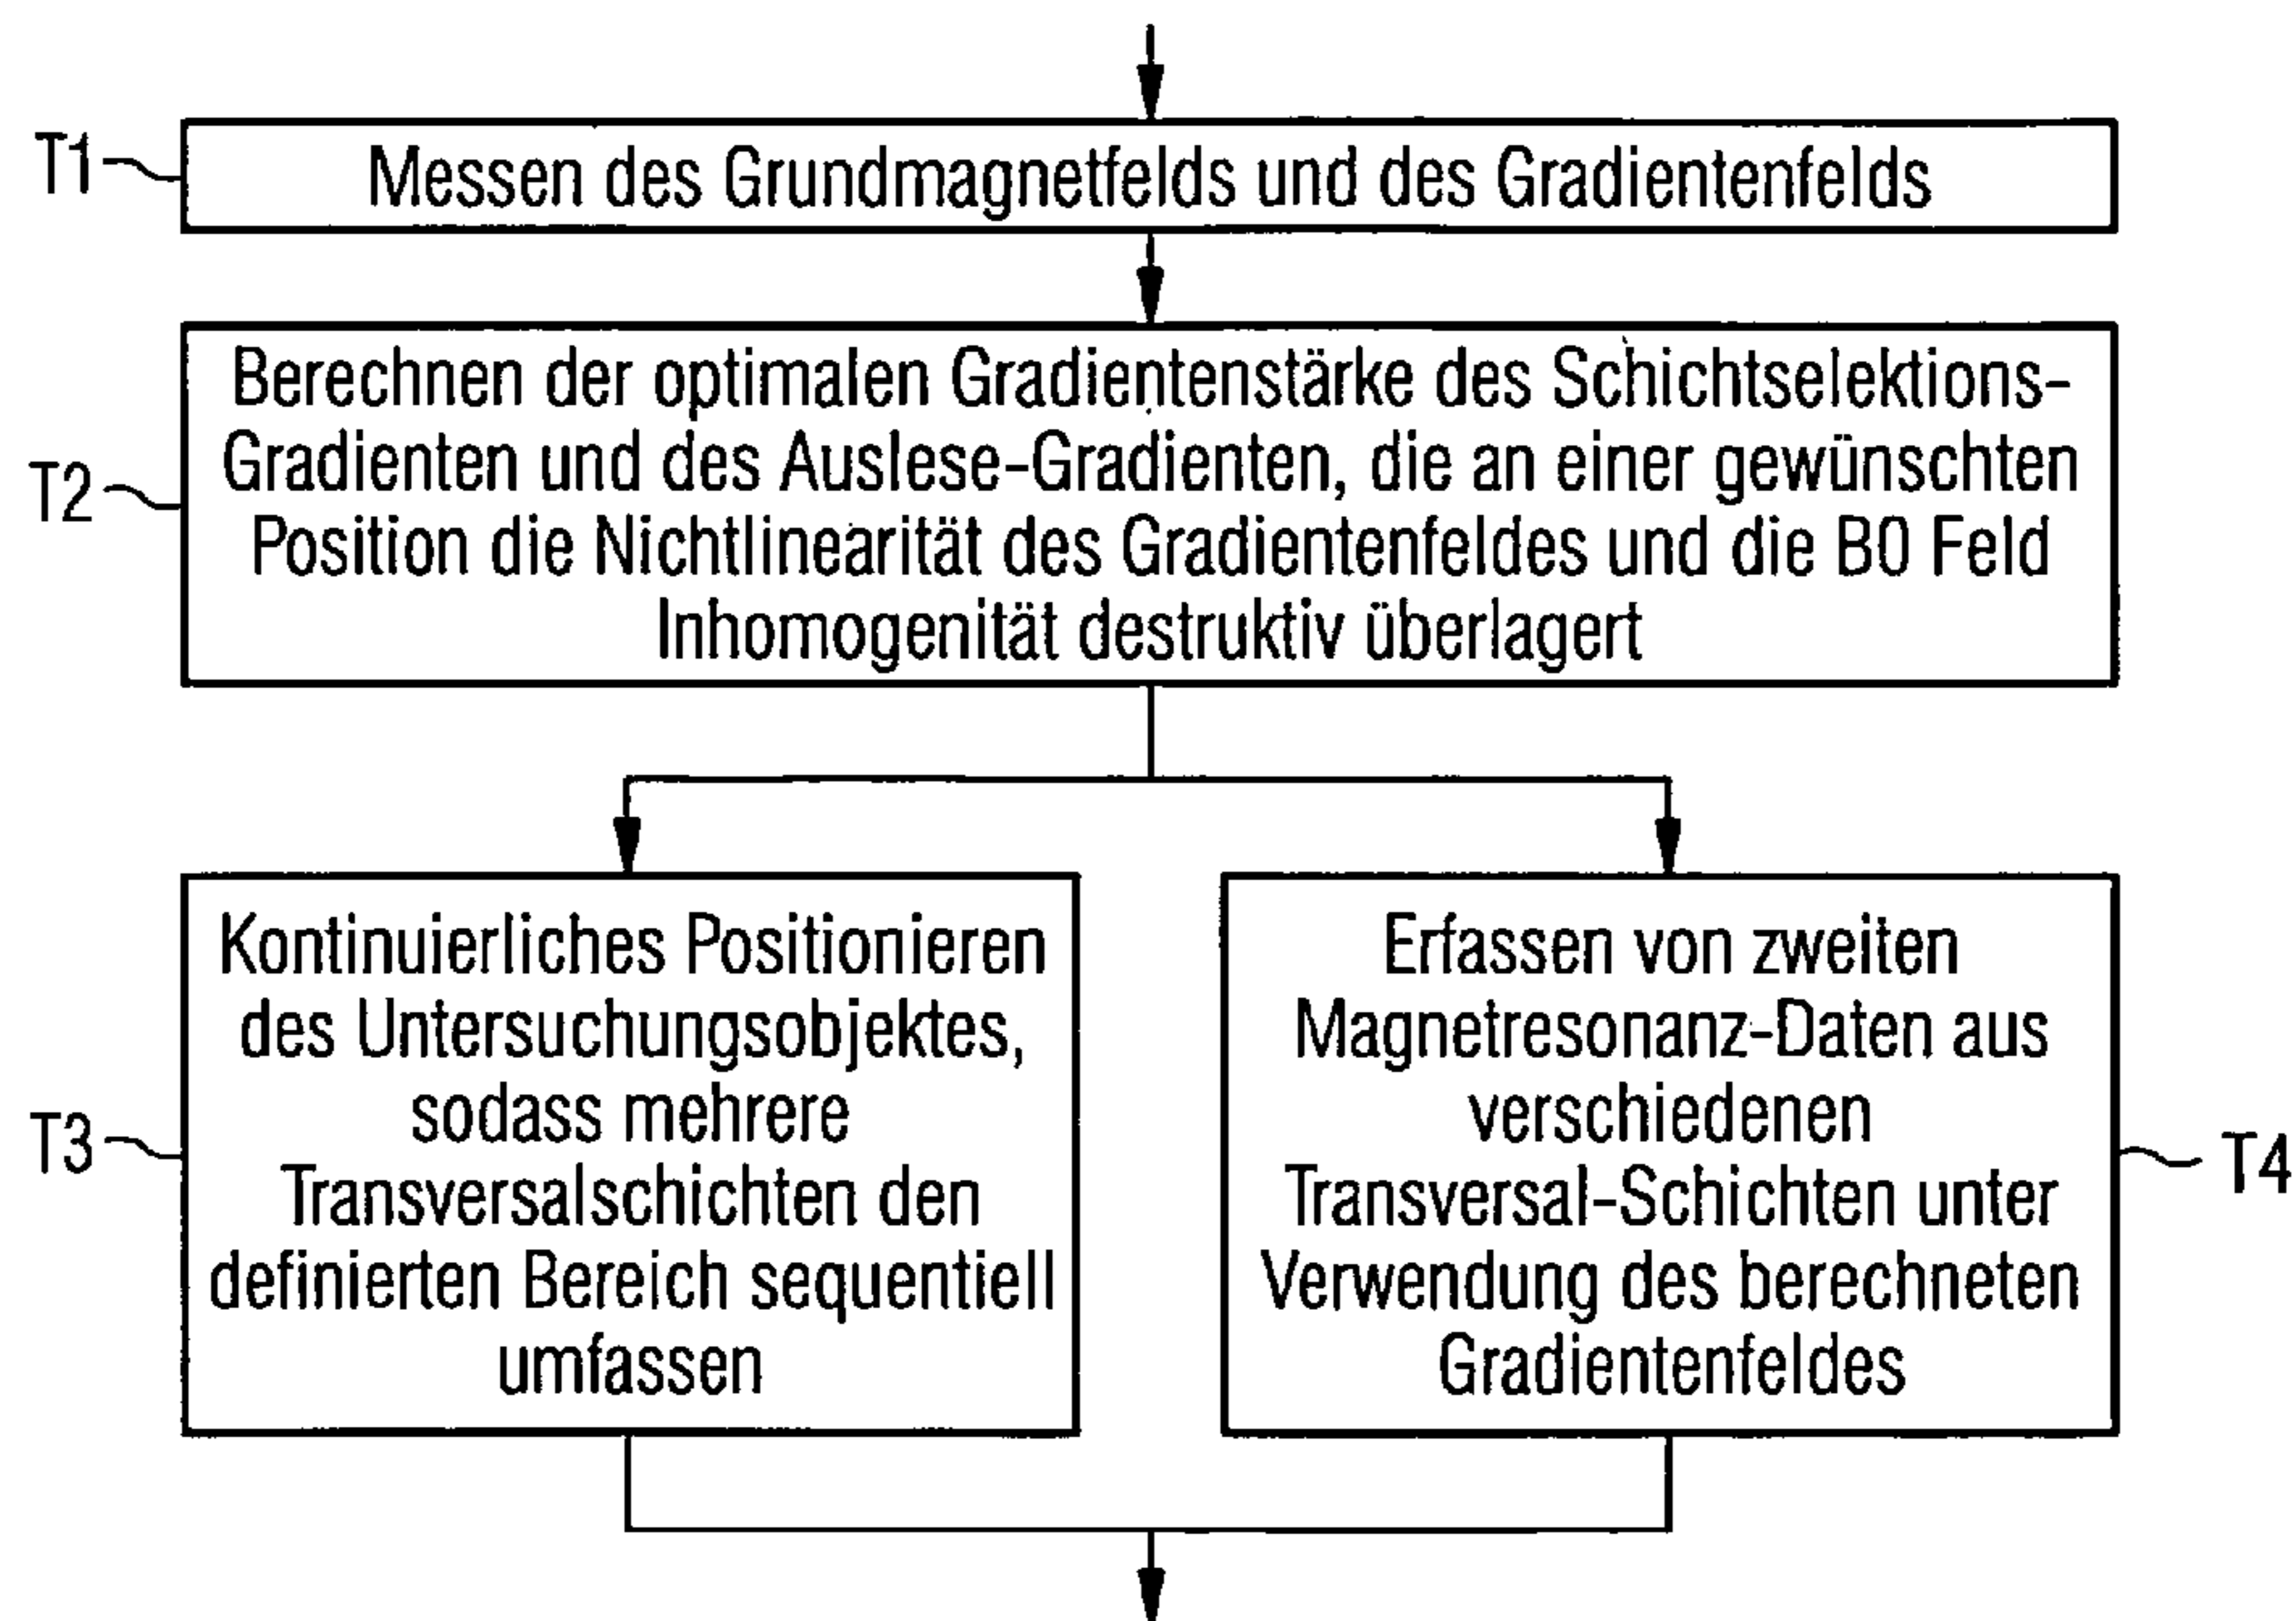 T1
Messen des Grundmagnetfelds und des Gradientenfelds
T2
Berechnen der optimalen Gradientenstärke des Schichtselektions-
Gradienten und des Auslese-Gradienten, die an einer gewünschten
Position die Nichtlinearität des Gradientenfeldes und die B0 Feld
Inhomogenität destruktiv überlagert
T3
Kontinuierliches Positionieren
des Untersuchungsobjektes,
sodass mehrere
Transversalschichten den
definierten Bereich sequentiell
umfassen
Erfassen von zweiten
Magnetresonanz-Daten aus
verschiedenen
Transversal-Schichten unter
Verwendung des berechneten
Gradientenfeldes
T4